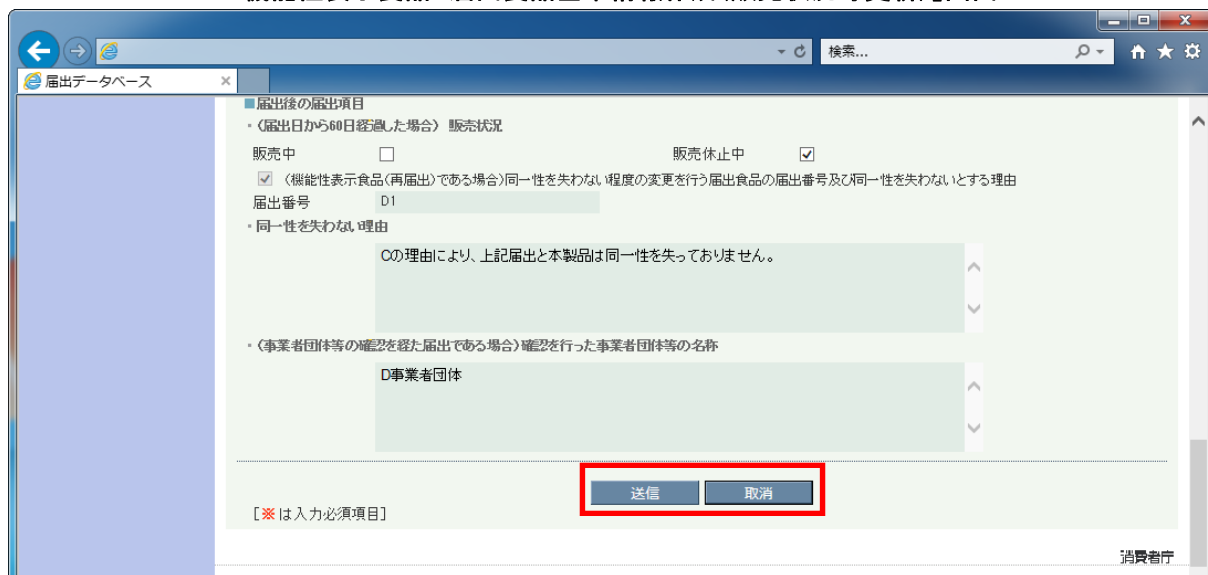 検索...
届出データベース
■届出後の届出項目
・(届出日から60日経過した場合) 販売状況
販売中 販売休止中
(機能性表示食品(再届出)である場合)同一性を失わない程度の変更を行う届出食品の届出番号及び同一性を失わないとする理由
届出番号 D1
・同一性を失わない理由
Cの理由により、上記届出と本製品は同一性を失っておりません。
・(事業者団体等の確認を経た届出である場合)確認を行った事業者団体等の名称
D事業者団体
送信 取消
[※は入力必須項目]
消費者庁